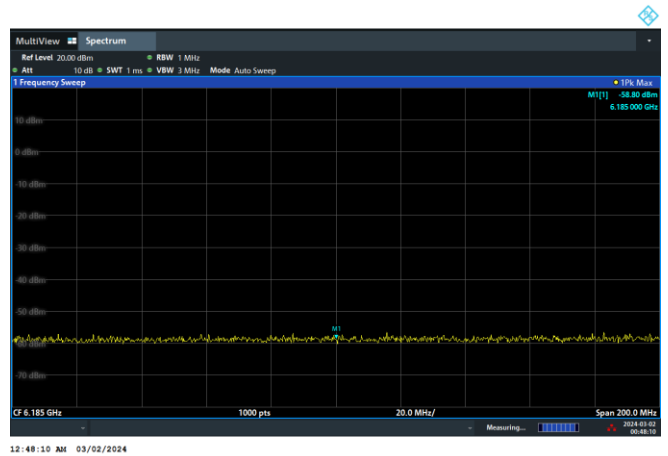 MultiView Spectrum
Ref Level 20.00 dBm RBW 1 MHz
Att 10 dB SWT 1 ms VBW 3 MHz Mode Auto Sweep
1 Frequency Sweep 1Pk Max
M1[1] -58.80 dBm
6.185 000 GHz
10 dBm
0 dBm
-10 dBm
-20 dBm
-30 dBm
-40 dBm
-50 dBm
M1
-60 dBm
-70 dBm
CF 6.185 GHz 1000 pts 20.0 MHz/ Span 200.0 MHz
Measuring... 2024-03-02
00:48:10
12:48:10 AM 03/02/2024